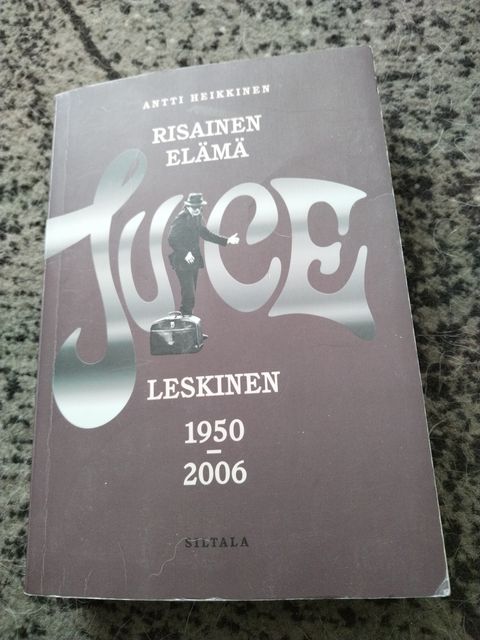 ANTTI HEIKKINEN
RISAINEN
ELÄMÄ
JUICE
LESKINEN
1950
–
2006
SILTALA